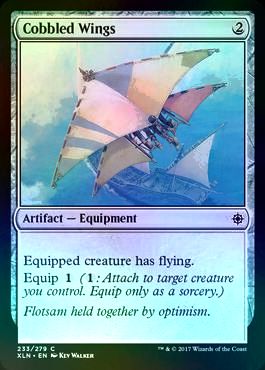 Cobbled Wings 2
Artifact — Equipment
Equipped creature has flying.
Equip 1 (1: Attach to target creature
you control. Equip only as a sorcery.)
Flotsam held together by optimism.
233/279 C
XLN • EN Key Walker
™ & © 2017 Wizards of the Coast